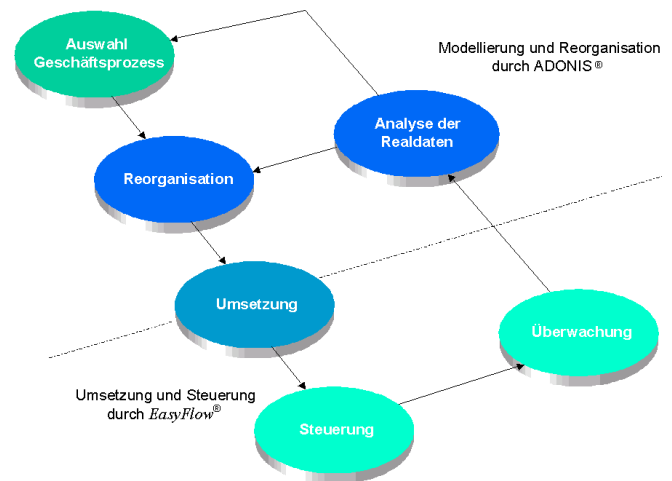 Auswahl
Geschäftsprozess
Modellierung und Reorganisation
durch ADONIS ®
Analyse der
Realdaten
Reorganisation
Umsetzung
Überwachung
Umsetzung und Steuerung
durch EasyFlow®
Steuerung